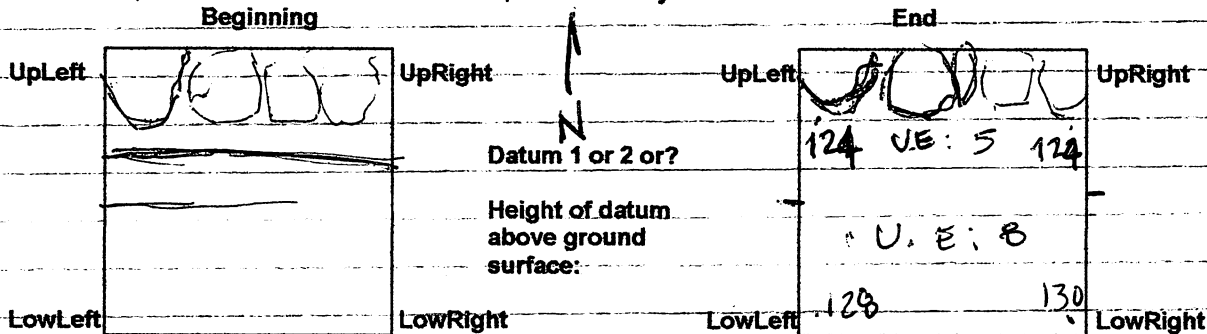 Beginning
End
UpLeft
UpRight
UpLeft
UpRight
N
124 U.E: 5 124
Datum 1 or 2 or?
Height of datum
above ground
surface:
U. E: 8
128 130
LowLeft
LowRight
LowLeft
LowRight